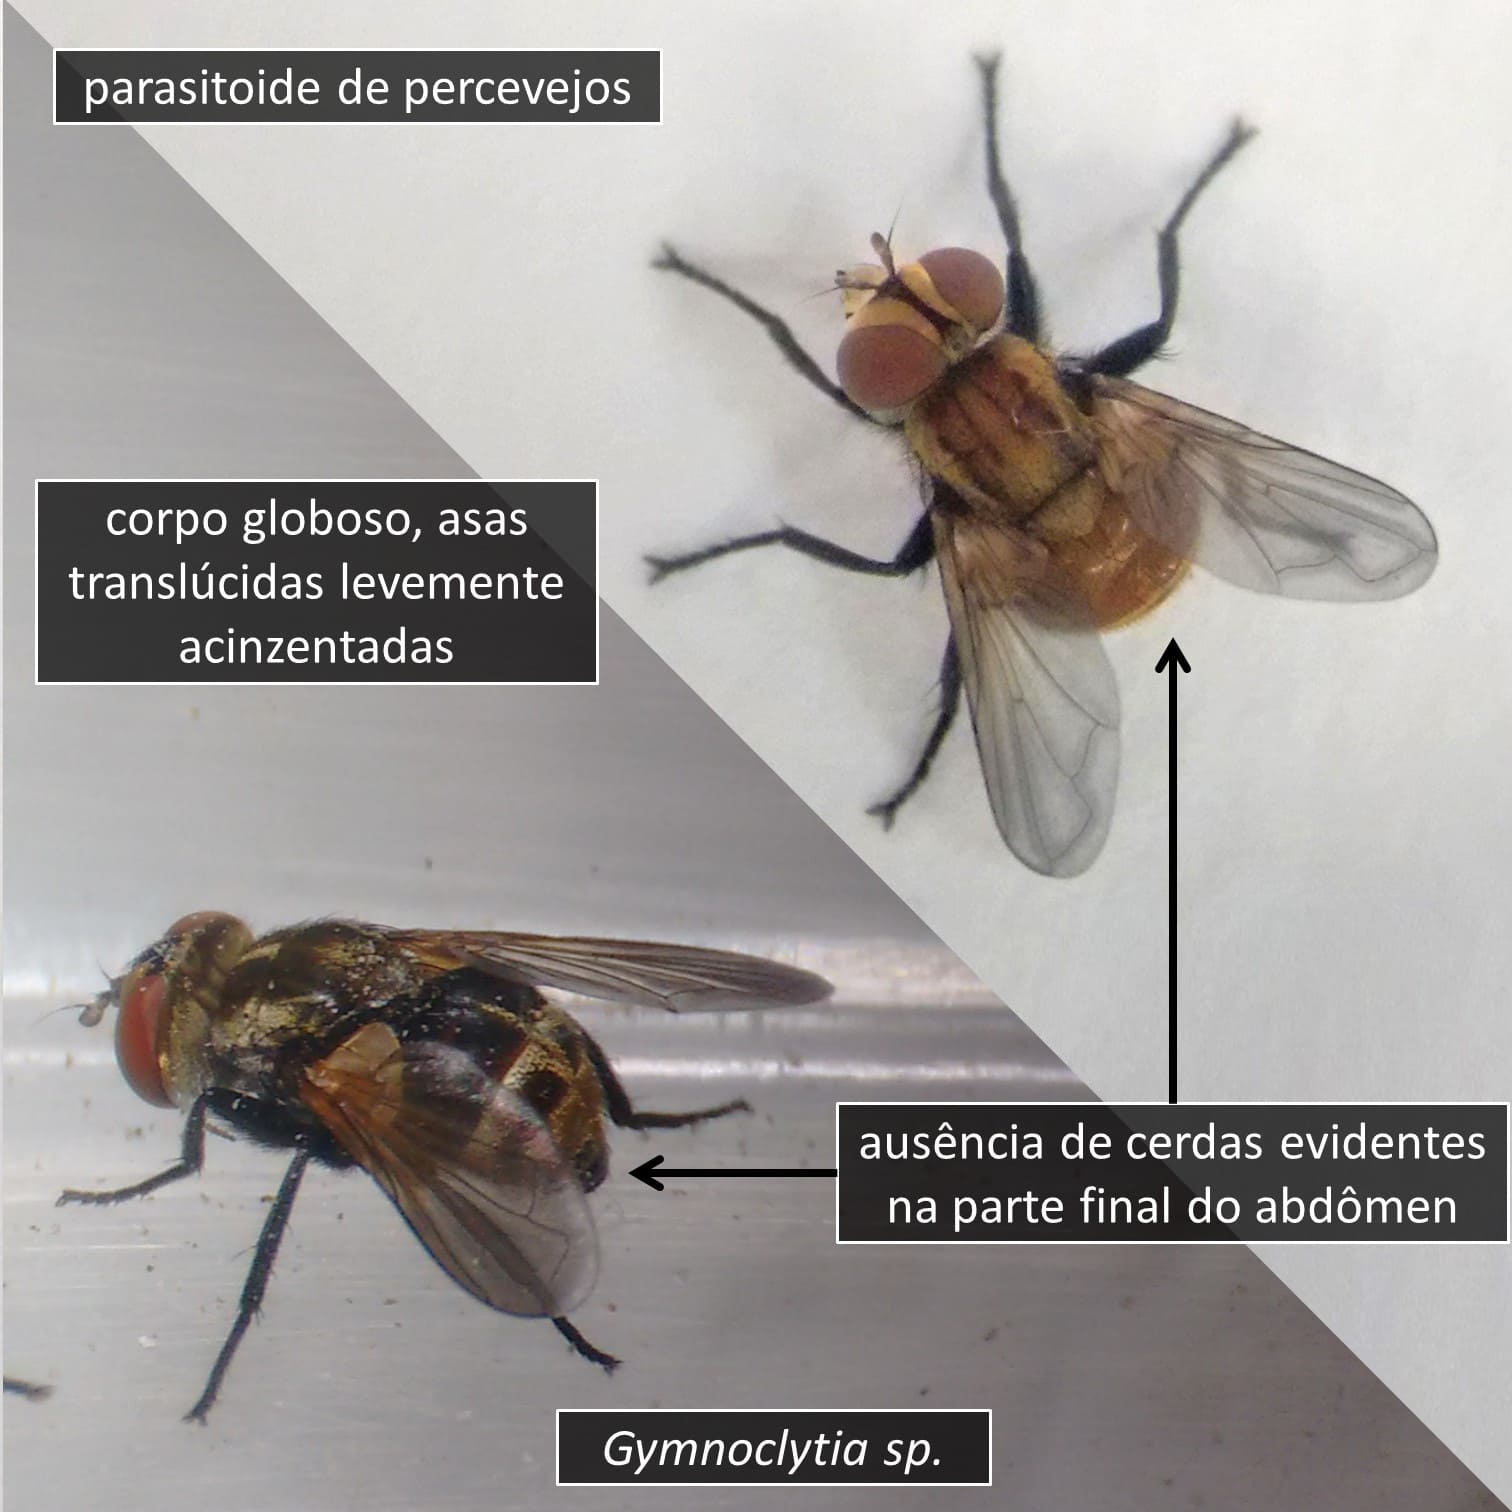 parasitoide de percevejos
corpo globoso, asas
translúcidas levemente
acinzentadas
ausência de cerdas evidentes
na parte final do abdômen
Gymnoclytia sp.